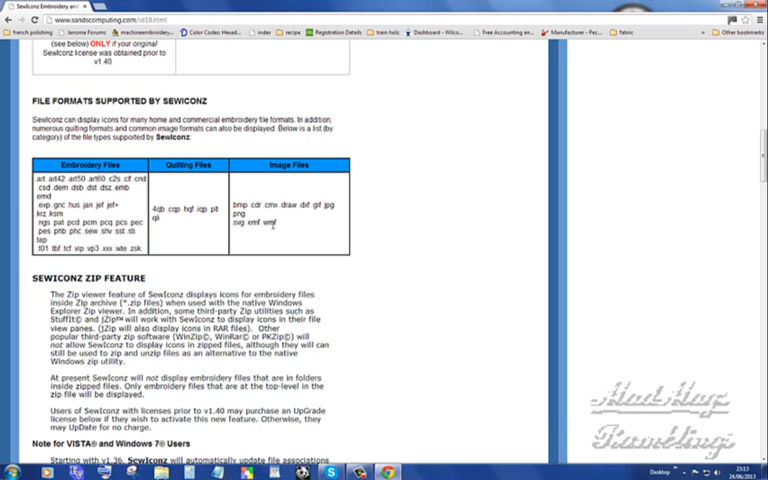 SewIconz Embroidery and
www.sandscomputing.com/id18.html
french polishing
Janome Forums
machineembroidery
Color Codes: Hexad...
index
recipe
Registration Details
train hols
Dashboard - Wilco...
Free Accounting an...
Manufacturer - Pec...
fabric
Other bookmarks
(see below) ONLY if your original
SewIconz license was obtained prior to
v1.40
FILE FORMATS SUPPORTED BY SEWICONZ
SewIconz can display icons for many home and commercial embroidery file formats. In addition,
numerous quilting formats and common image formats can also be displayed. Below is a list (by
category) of the file types supported by SewIconz:
Embroidery Files
.art .art42 .art50 .art60 .c2s .cf .cnd
.csd .dem .dsb .dst .dsz .emb
.emd
.exp .gnc .hus .jan .jef .jef+
.krz .ksm
.ngs .pat .pcd .pcm .pcq .pcs .pec
.pes .phb .phc .sew .shv .sst .sti
.tap
.t01 .tbf .tcf .vip .vp3 .xxx .wle .zsk
Quilting Files
.4qb .cqp .hqf .iqp .plt
.qli
Image Files
.bmp .cdr .cmx .draw .dxf .gif .jpg
.png
.svg .emf .wmf
SEWICONZ ZIP FEATURE
The Zip viewer feature of SewIconz displays icons for embroidery files
inside Zip archive (*.zip files) when used with the native Windows
Explorer Zip viewer. In addition, some third-party Zip utilities such as
StuffIt© and jZip™ will work with SewIconz to display icons in their file
view panes. (jZip will also display icons in RAR files). Other
popular third-party zip software (WinZip©, WinRar© or PKZip©) will
not allow SewIconz to display icons in zipped files, although they will can
still be used to zip and unzip files as an alternative to the native
Windows zip utility.
At present SewIconz will not display embroidery files that are in folders
inside zipped files. Only embroidery files that are at the top-level in the
zip file will be displayed.
Users of SewIconz with licenses prior to v1.40 may purchase an UpGrade
license below if they wish to activate this new feature. Otherwise, they
may UpDate for no charge.
Note for VISTA® and Windows 7® Users
Starting with v1.36, SewIconz will automatically update file associations
MadMags
Ramblings
Desktop
23:13
24/06/2013